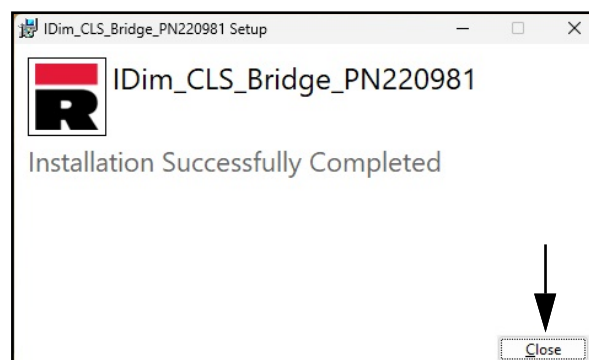 IDim_CLS_Bridge_PN220981 Setup
IDim_CLS_Bridge_PN220981
R
Installation Successfully Completed
Close